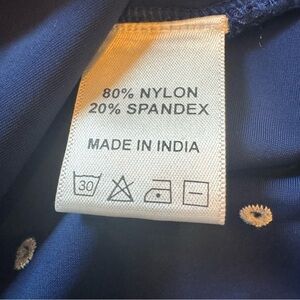 80% NYLON
20% SPANDEX
MADE IN INDIA
30